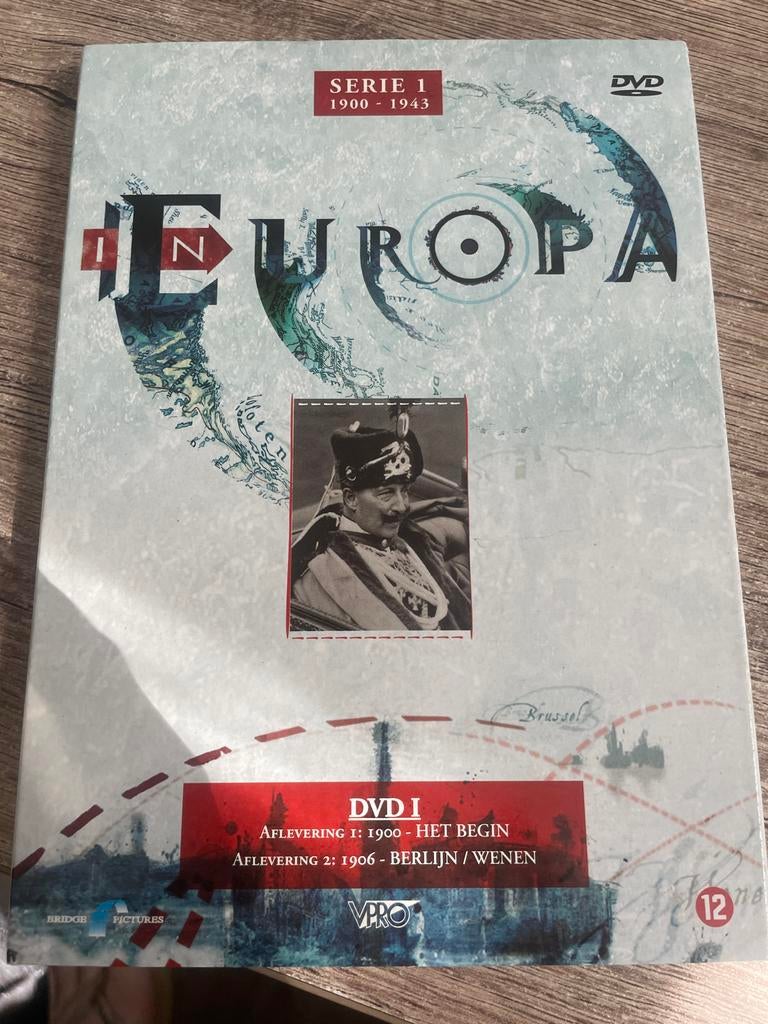 SERIE 1
1900 - 1943
DVD
IN EUROPA
Brussel
DVD I
AFLEVERING 1: 1900 - HET BEGIN
AFLEVERING 2: 1906 - BERLIJN / WENEN
BRIDGE PICTURES
VPRO
12